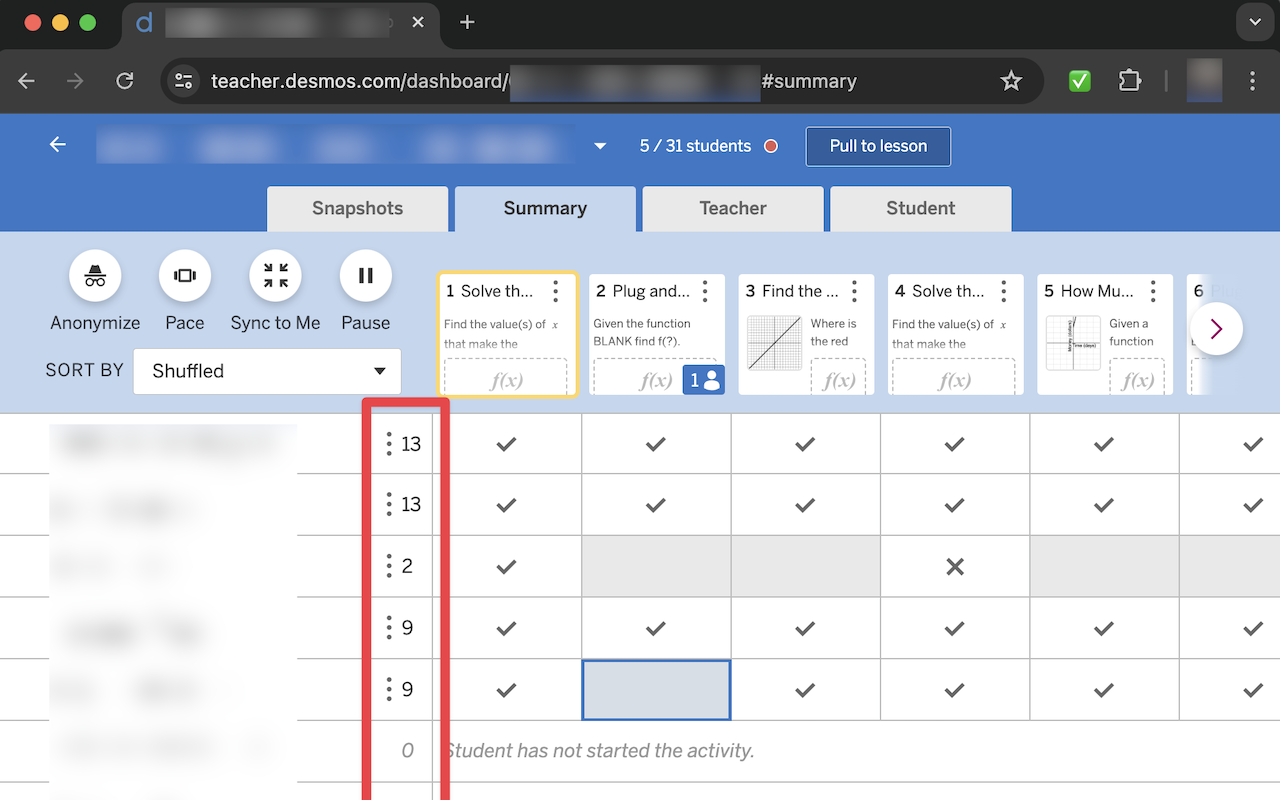 teacher.desmos.com/dashboard/
#summary
5 / 31 students
Pull to lesson
Snapshots
Summary
Teacher
Student
Anonymize
Pace
Sync to Me
Pause
SORT BY
Shuffled
1 Solve th...
Find the value(s) of x
that make the
f(x)
2 Plug and...
Given the function
BLANK find f(?).
f(x)
1
3 Find the ...
Where is
the red
f(x)
4 Solve th...
Find the value(s) of x
that make the
f(x)
5 How Mu...
Time (days)
Given a
function
f(x)
6
13
13
2
9
9
0 Student has not started the activity.